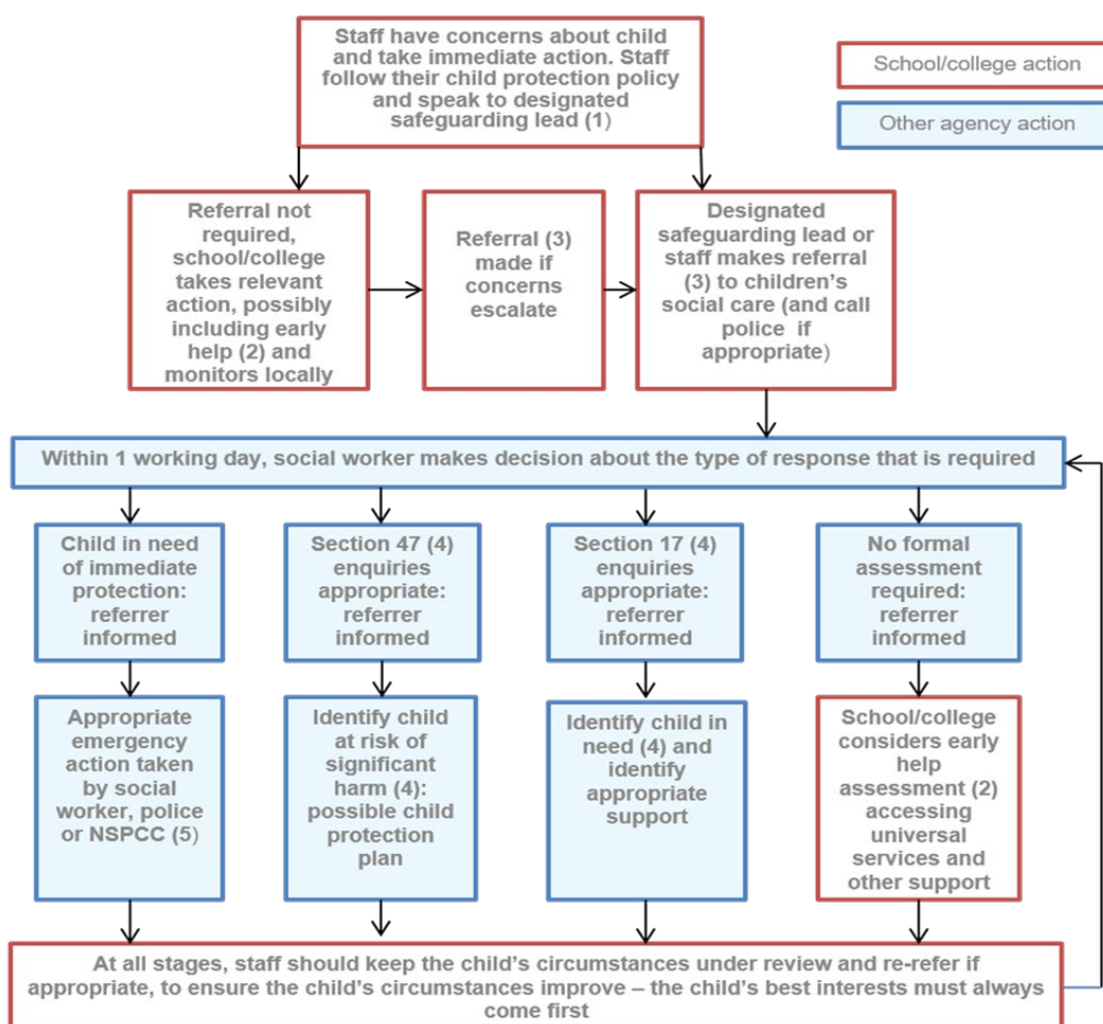 Staff have concerns about child
and take immediate action. Staff
follow their child protection policy
and speak to designated
safeguarding lead (1)
School/college action
Other agency action
Referral not
required,
school/college
takes relevant
action, possibly
including early
help (2) and
monitors locally
Referral (3)
made if
concerns
escalate
Designated
safeguarding lead or
staff makes referral
(3) to children's
social care (and call
police if
appropriate)
Within 1 working day, social worker makes decision about the type of response that is required
Child in need
of immediate
protection:
referrer
informed
Section 47 (4)
enquiries
appropriate:
referrer
informed
Section 17 (4)
enquiries
appropriate:
referrer
informed
No formal
assessment
required:
referrer
informed
Appropriate
emergency
action taken
by social
worker, police
or NSPCC (5)
Identify child
at risk of
significant
harm (4):
possible child
protection
plan
Identify child in
need (4) and
identify
appropriate
support
School/college
considers early
help
assessment (2)
accessing
universal
services and
other support
At all stages, staff should keep the child's circumstances under review and re-refer if
appropriate, to ensure the child's circumstances improve – the child's best interests must always
come first